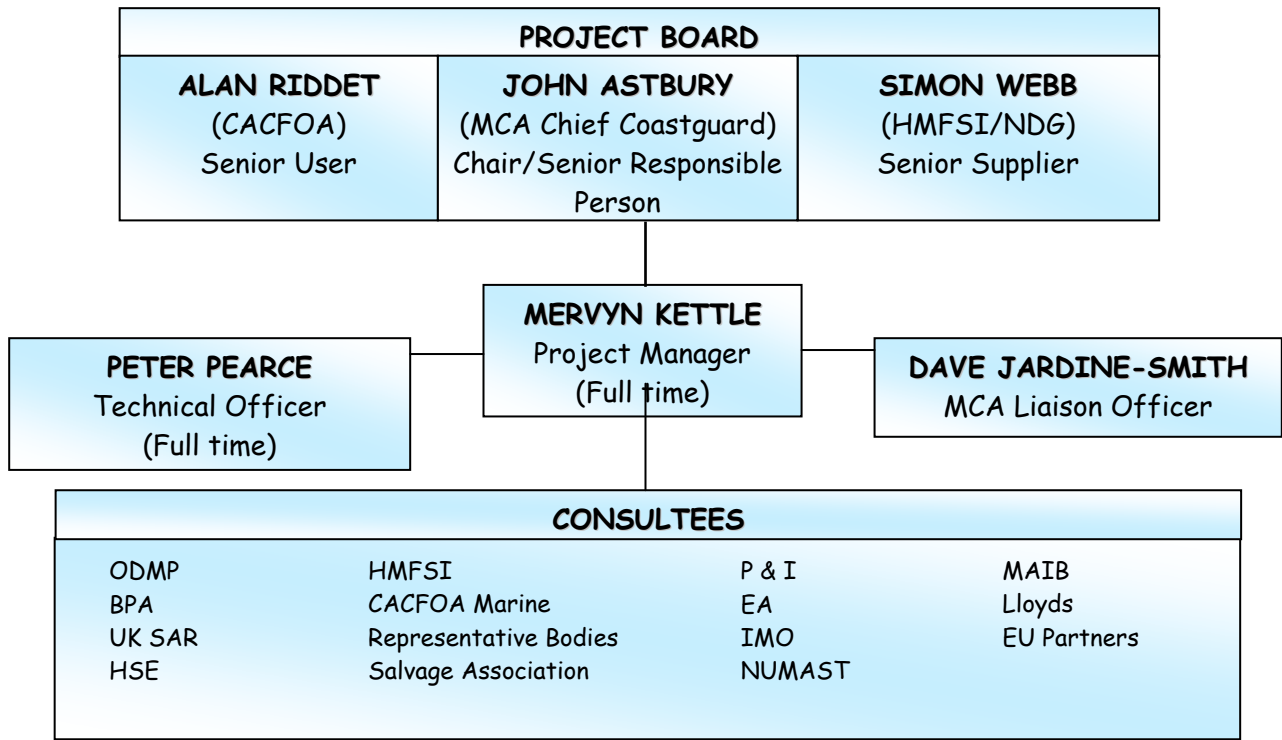 PROJECT BOARD
ALAN RIDDET
(CACFOA)
Senior User
JOHN ASTBURY
(MCA Chief Coastguard)
Chair/Senior Responsible
Person
SIMON WEBB
(HMFSI/NDG)
Senior Supplier
MERVYN KETTLE
Project Manager
(Full time)
PETER PEARCE
Technical Officer
(Full time)
DAVE JARDINE-SMITH
MCA Liaison Officer
CONSULTEES
ODMP
BPA
UK SAR
HSE
HMFSI
CACFOA Marine
Representative Bodies
Salvage Association
P & I
EA
IMO
NUMAST
MAIB
Lloyds
EU Partners